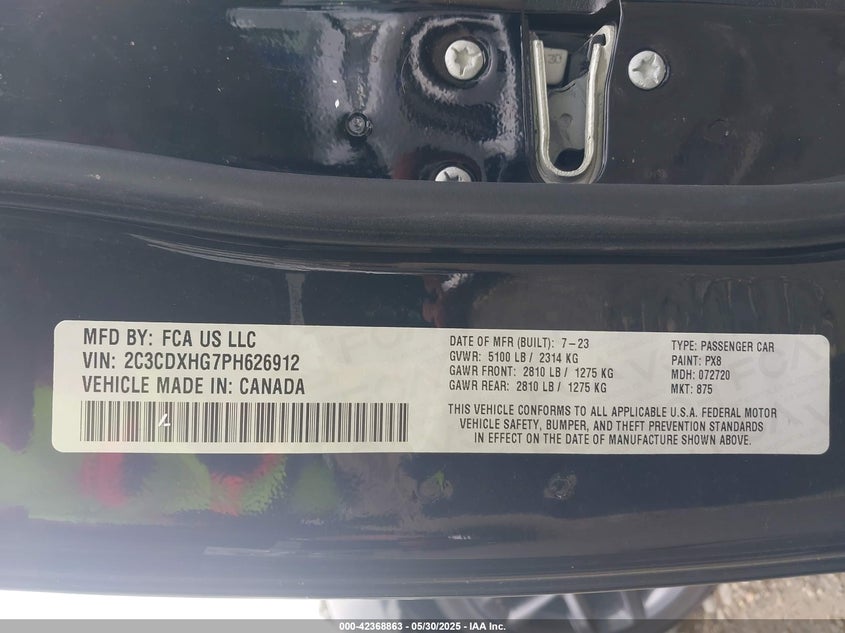 30
MFD BY: FCA US LLC
VIN: 2C3CDXHG7PH626912
VEHICLE MADE IN: CANADA
DATE OF MFR (BUILT): 7-23
GVWR: 5100 LB / 2314 KG
GAWR FRONT: 2810 LB / 1275 KG
GAWR REAR: 2810 LB / 1275 KG
TYPE: PASSENGER CAR
PAINT: PX8
MDH: 072720
MKT: 875
THIS VEHICLE CONFORMS TO ALL APPLICABLE U.S.A. FEDERAL MOTOR
VEHICLE SAFETY, BUMPER, AND THEFT PREVENTION STANDARDS
IN EFFECT ON THE DATE OF MANUFACTURE SHOWN ABOVE.
000-42368863 - 05/30/2025 - IAA Inc.